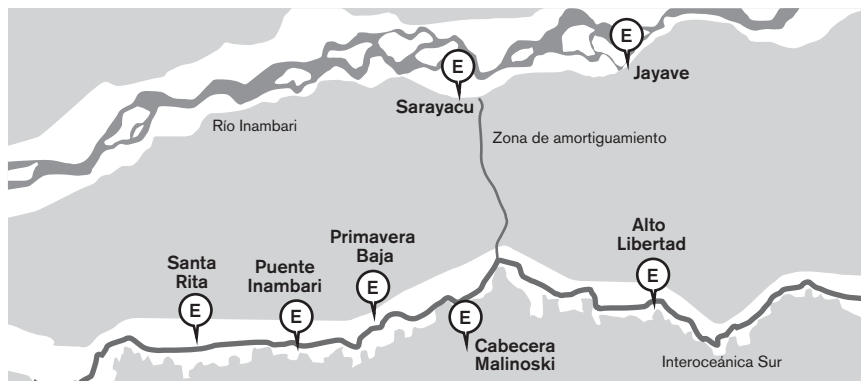 E
E
Jayave
Sarayacu
Río Inambari
Zona de amortiguamiento
Alto
Libertad
E
Primavera
Baja
E
Santa
Rita
E
Puente
Inambari
E
E
Cabecera
Malinoski
Interoceánica Sur